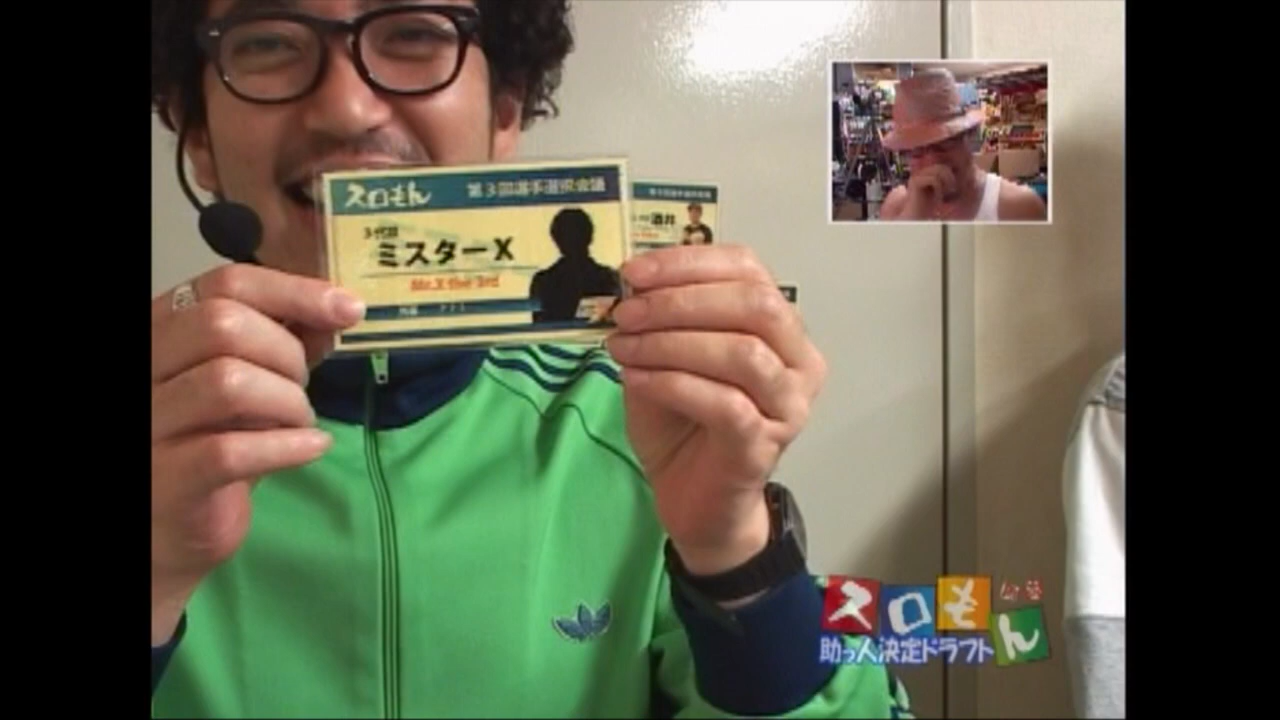 スロもん 第3回選手選択会議
3代目
ミスターX
Mr.X the 3rd
所属 ???
酒井
スロもん
助っ人決定ドラフト